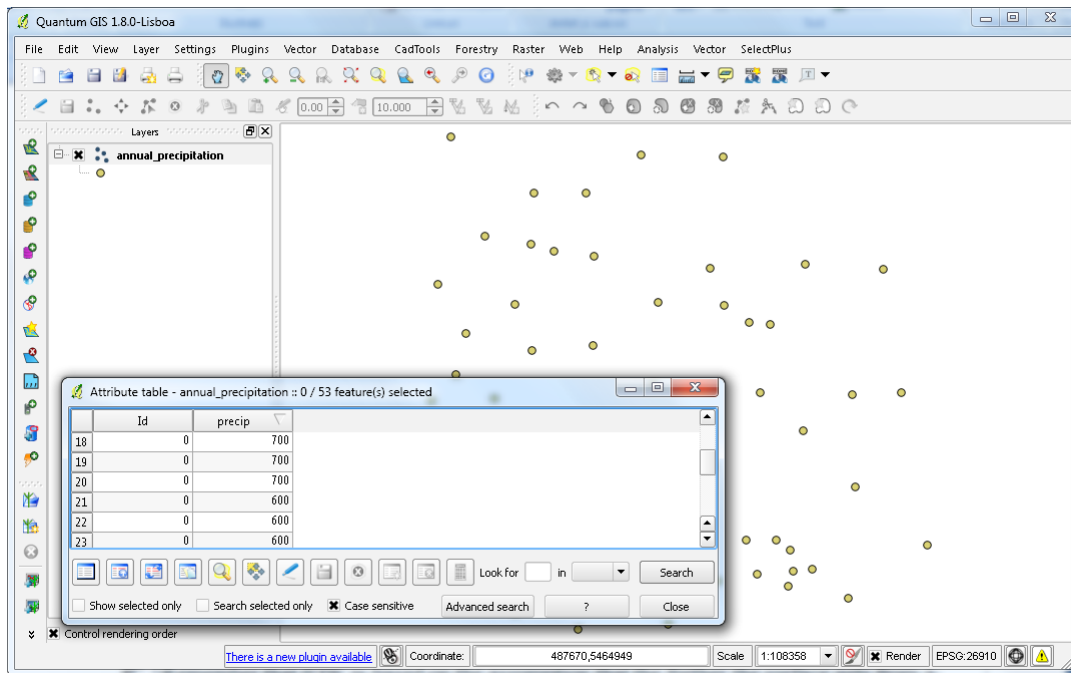 Quantum GIS 1.8.0-Lisboa
File Edit View Layer Settings Plugins Vector Database CadTools Forestry Raster Web Help Analysis Vector SelectPlus
0.00 10.000
Layers
annual_precipitation
Attribute table - annual_precipitation :: 0 / 53 feature(s) selected
Id precip
18 0 700
19 0 700
20 0 700
21 0 600
22 0 600
23 0 600
Look for in Search
Show selected only Search selected only Case sensitive Advanced search ? Close
Control rendering order
There is a new plugin available Coordinate: 487670,5464949 Scale 1:108358 Render EPSG:26910